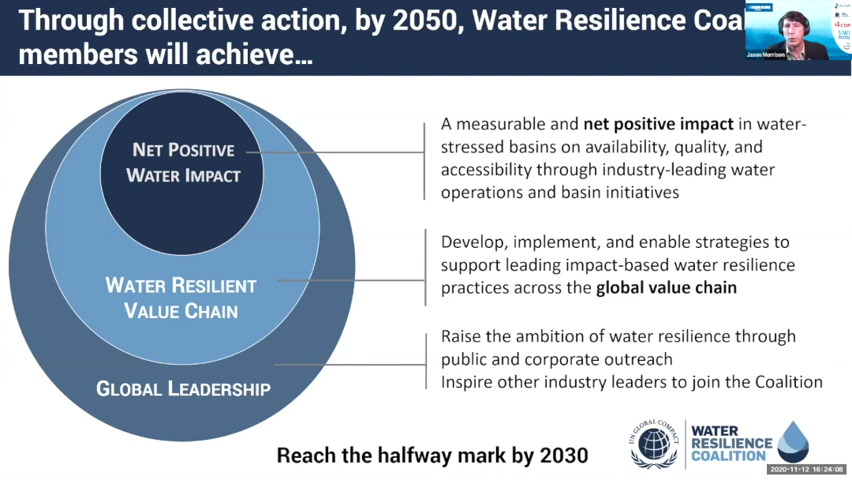 Through collective action, by 2050, Water Resilience Coa
members will achieve...
Jason Morrison
NET POSITIVE
WATER IMPACT
WATER RESILIENT
VALUE CHAIN
GLOBAL LEADERSHIP
A measurable and net positive impact in water-
stressed basins on availability, quality, and
accessibility through industry-leading water
operations and basin initiatives
Develop, implement, and enable strategies to
support leading impact-based water resilience
practices across the global value chain
Raise the ambition of water resilience through
public and corporate outreach
Inspire other industry leaders to join the Coalition
Reach the halfway mark by 2030
UN GLOBAL COMPACT
WATER
RESILIENCE
COALITION
2020-11-12 16:24:08